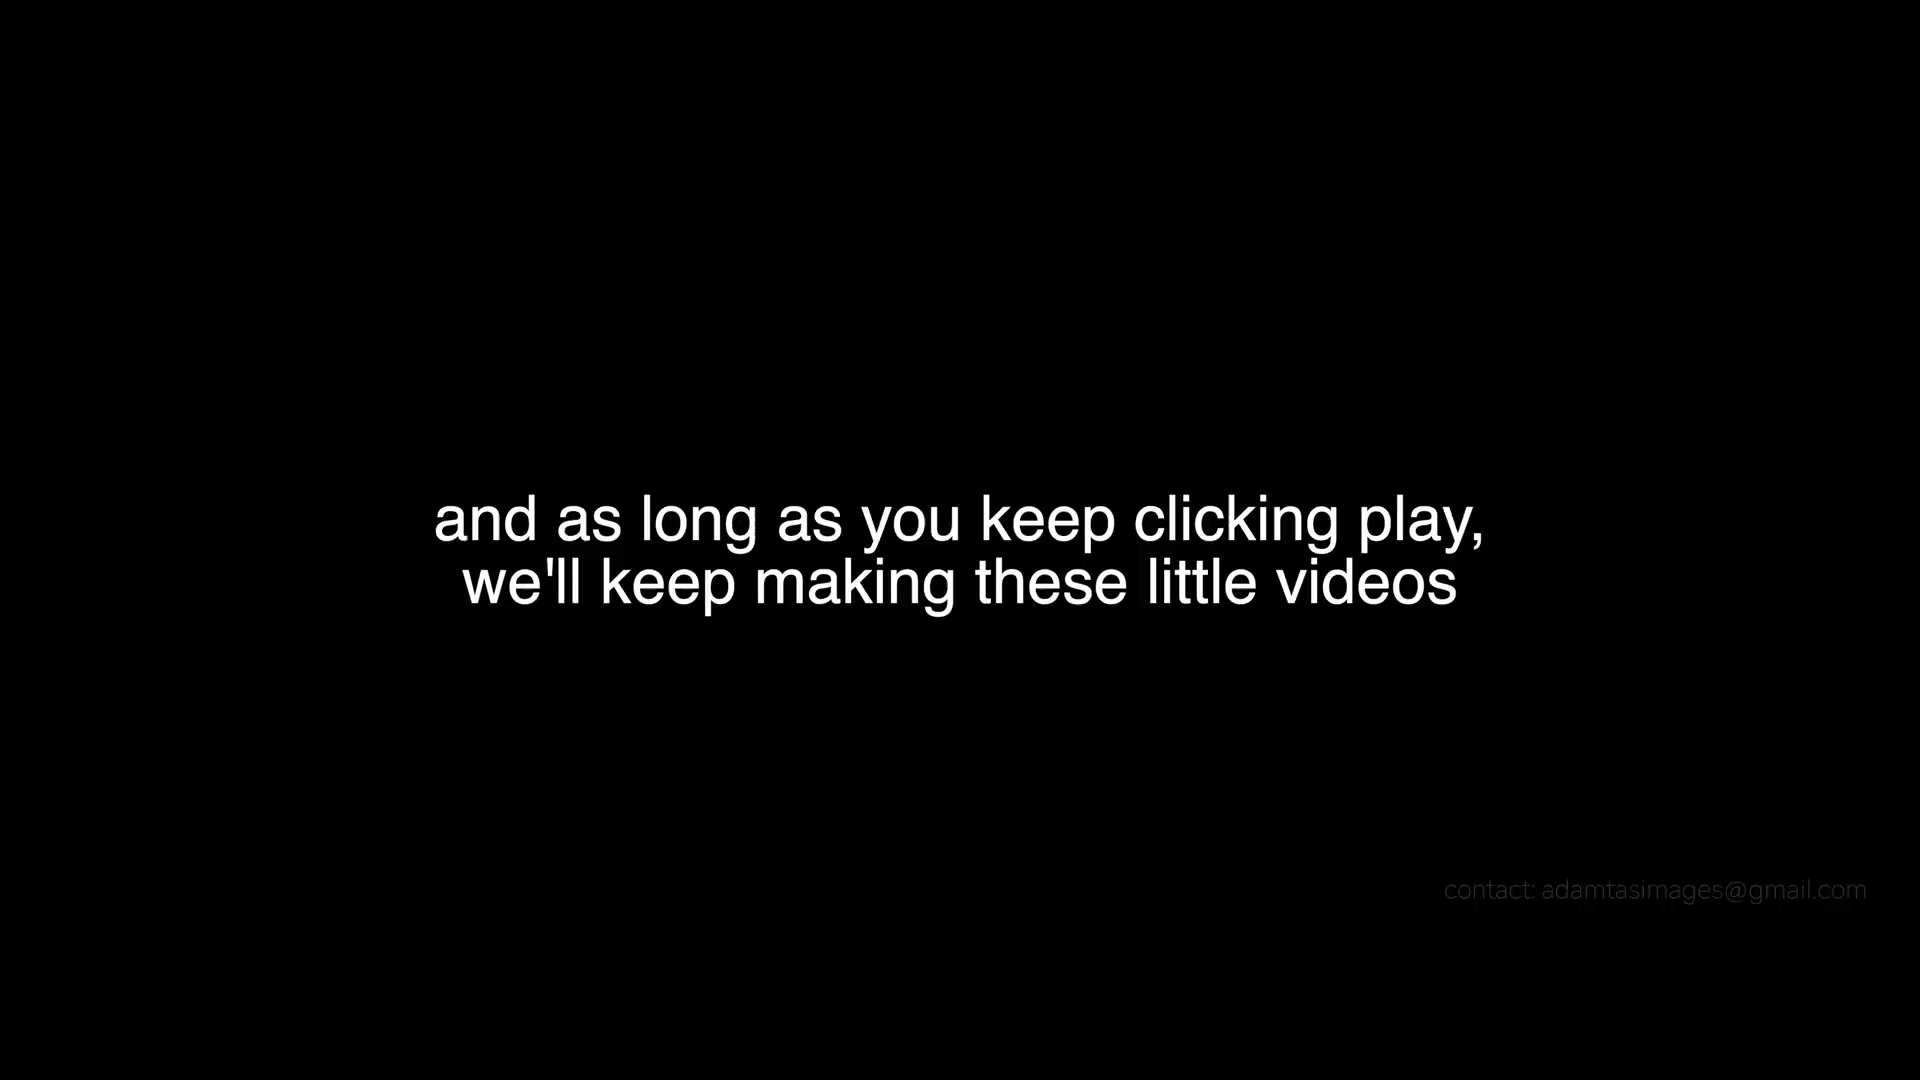 and as long as you keep clicking play,
we'll keep making these little videos
contact: adamtasimages@gmail.com